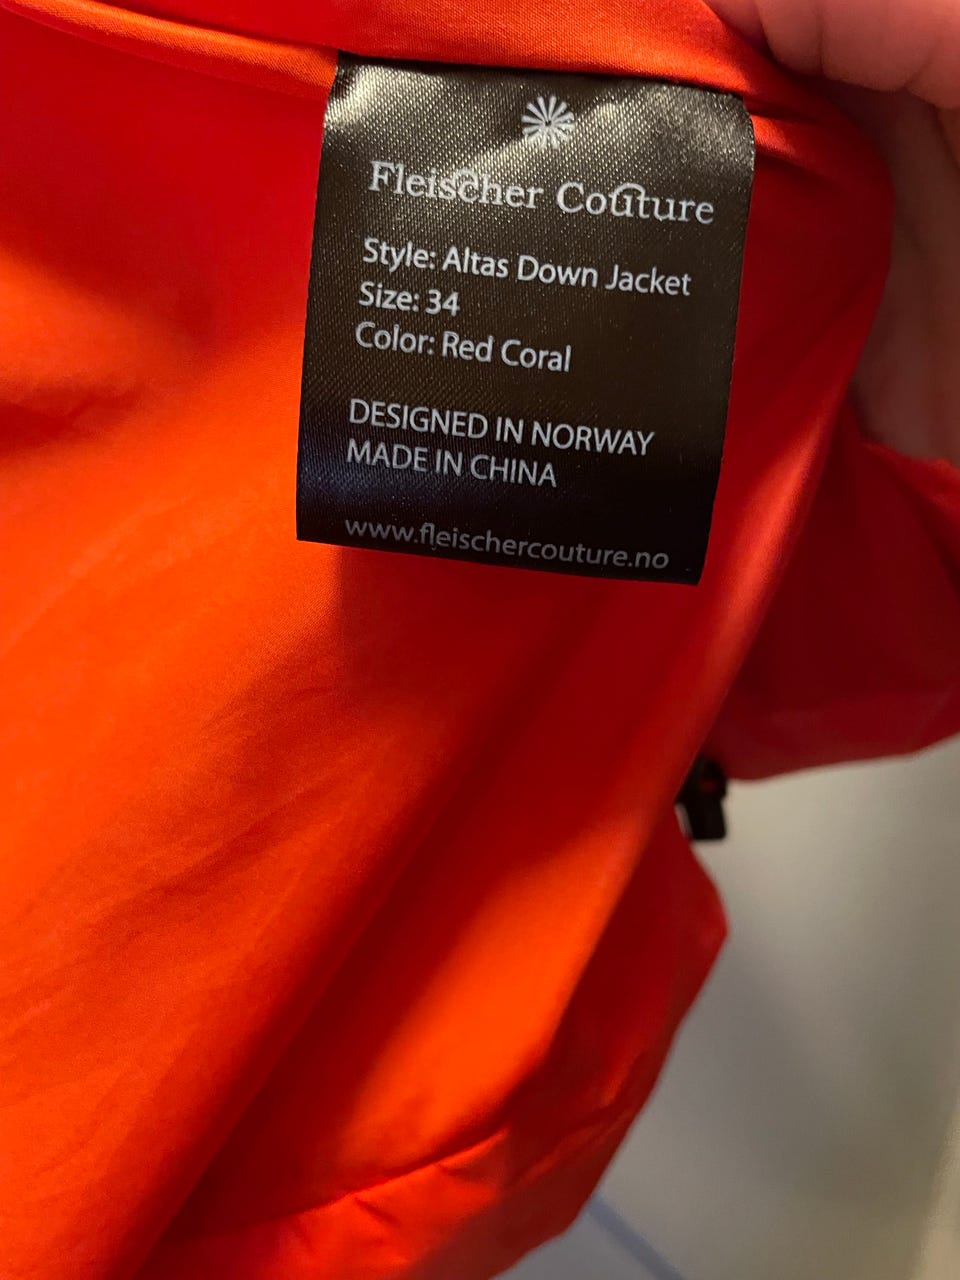 Fleischer Couture
Style: Altas Down Jacket
Size: 34
Color: Red Coral
DESIGNED IN NORWAY
MADE IN CHINA
www.fleischercouture.no